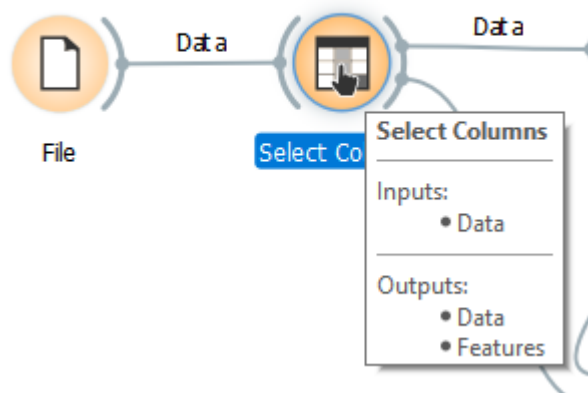 Data
Data
File
Select Co
Select Columns
Inputs:
• Data
Outputs:
• Data
• Features